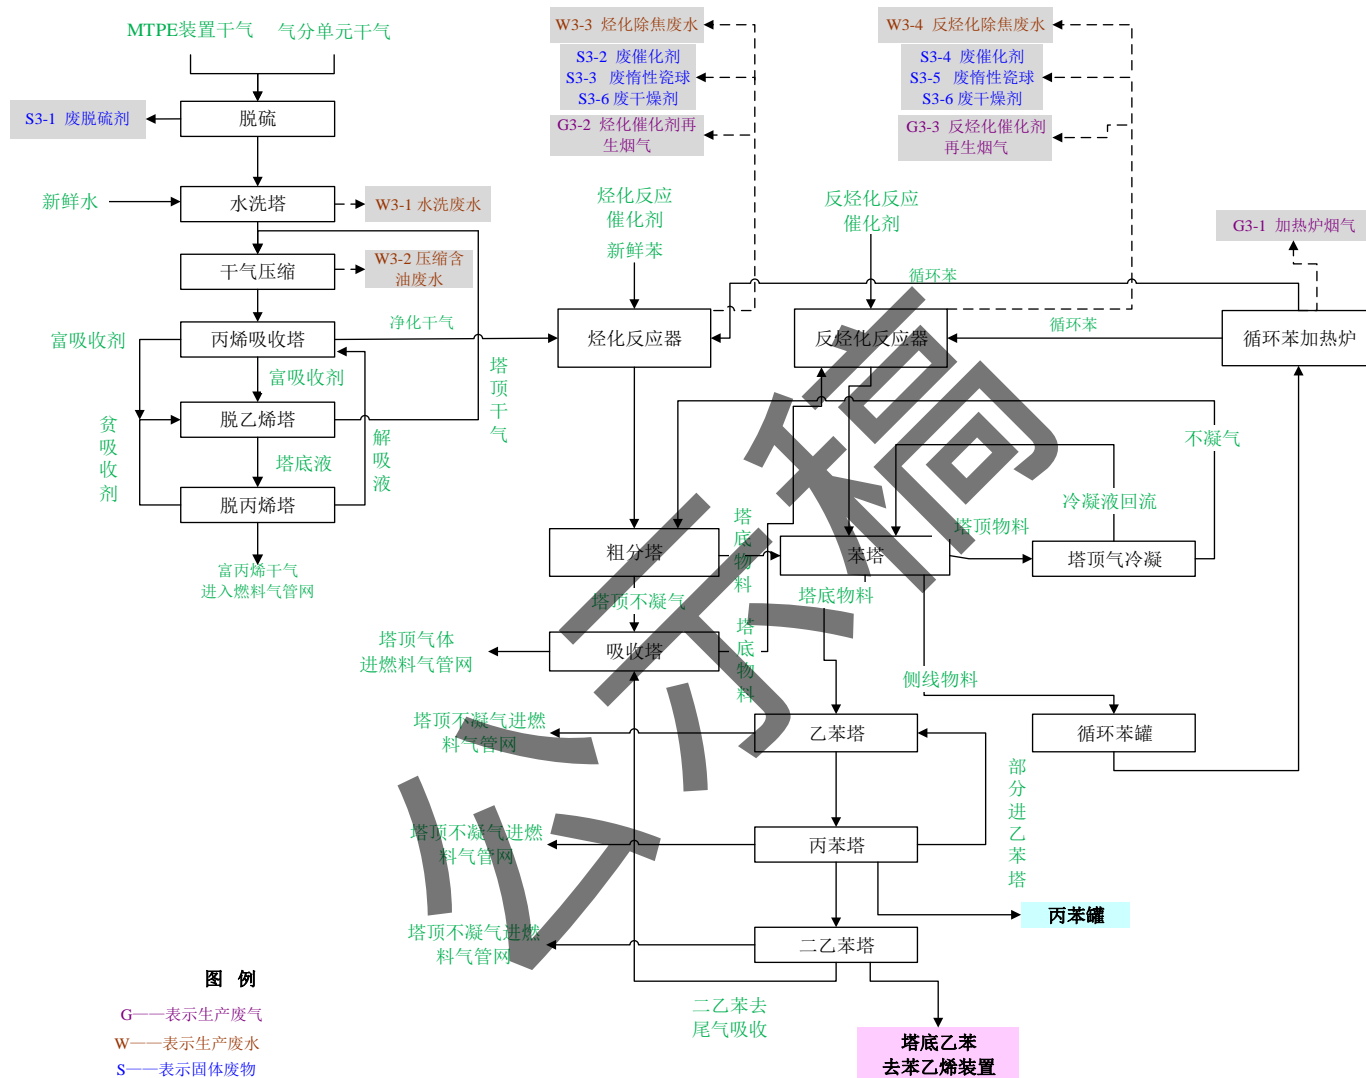 MTPE装置干气
气分单元干气
S3-1 废脱硫剂
脱硫
新鲜水
水洗塔
W3-1 水洗废水
干气压缩
W3-2 压缩含
油废水
富吸收剂
丙烯吸收塔
净化干气
富吸收剂
塔顶干气
脱乙烯塔
贫吸收剂
塔底液
解吸液
脱丙烯塔
富丙烯干气
进入燃料气管网
W3-3 烃化除焦废水
S3-2 废催化剂
S3-3 废惰性瓷球
S3-6 废干燥剂
G3-2 烃化催化剂再
生烟气
W3-4 反烃化除焦废水
S3-4 废催化剂
S3-5 废惰性瓷球
S3-6 废干燥剂
G3-3 反烃化催化剂
再生烟气
烃化反应
催化剂
新鲜苯
反烃化反应
催化剂
G3-1 加热炉烟气
循环苯
循环苯
烃化反应器
反烃化反应器
循环苯加热炉
不凝气
冷凝液回流
塔顶物料
粗分塔
塔底物料
苯塔
塔顶气冷凝
塔顶不凝气
塔底物料
吸收塔
塔底物料
塔顶气体
进燃料气管网
侧线物料
塔顶不凝气进燃
料气管网
乙苯塔
循环苯罐
部分进乙苯塔
塔顶不凝气进燃
料气管网
丙苯塔
丙苯罐
塔顶不凝气进燃
料气管网
二乙苯塔
二乙苯去
尾气吸收
塔底乙苯
去苯乙烯装置
图 例
G——表示生产废气
W——表示生产废水
S——表示固体废物
公示稿